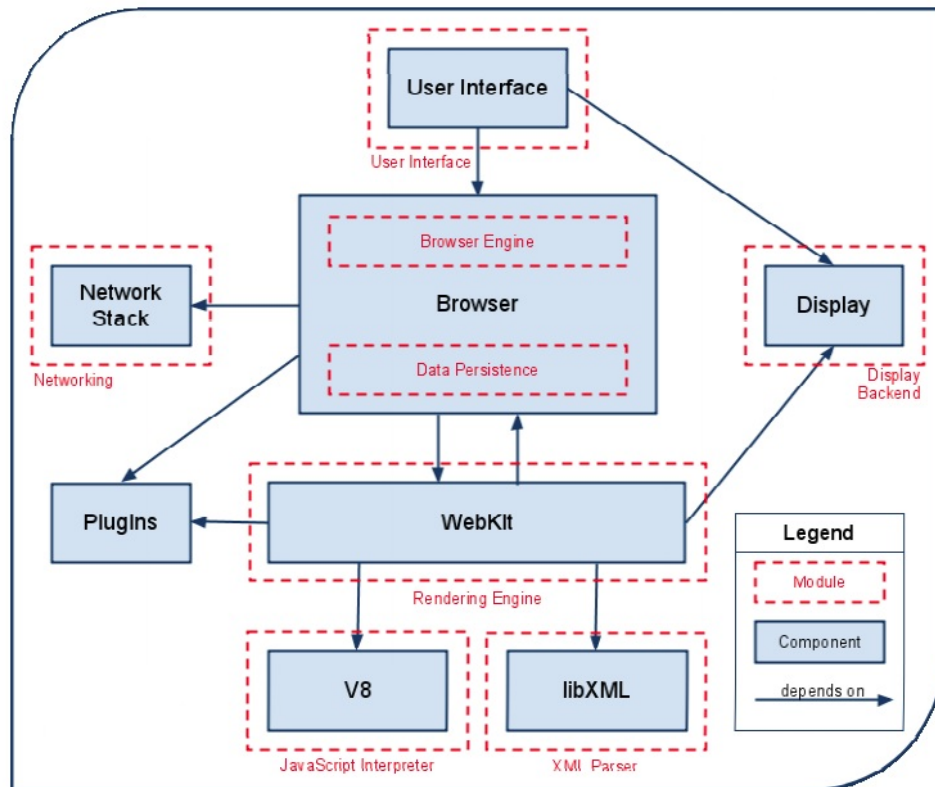 User Interface
User Interface
Browser Engine
Network
Stack
Browser
Display
Data Persistence
Networking
Display
Backend
PlugIns
WebKIt
Legend
Module
Rendering Engine
Component
V8
libXML
depends on
JavaScript Interpreter
XML Parser